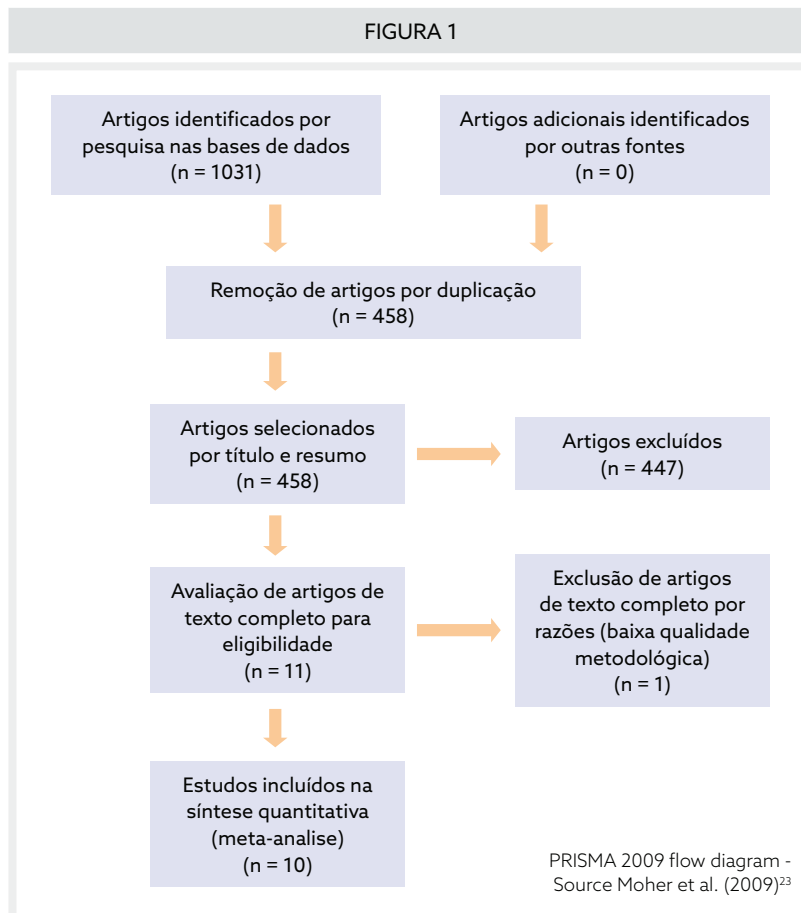 FIGURA 1
Artigos identificados por
pesquisa nas bases de dados
(n = 1031)
Artigos adicionais identificados
por outras fontes
(n = 0)
Remoção de artigos por duplicação
(n = 458)
Artigos selecionados
por título e resumo
(n = 458)
Artigos excluídos
(n = 447)
Avaliação de artigos de
texto completo para
eligibilidade
(n = 11)
Exclusão de artigos
de texto completo por
razões (baixa qualidade
metodológica)
(n = 1)
Estudos incluídos na
síntese quantitativa
(meta-analise)
(n = 10)
PRISMA 2009 flow diagram -
Source Moher et al. (2009)²³